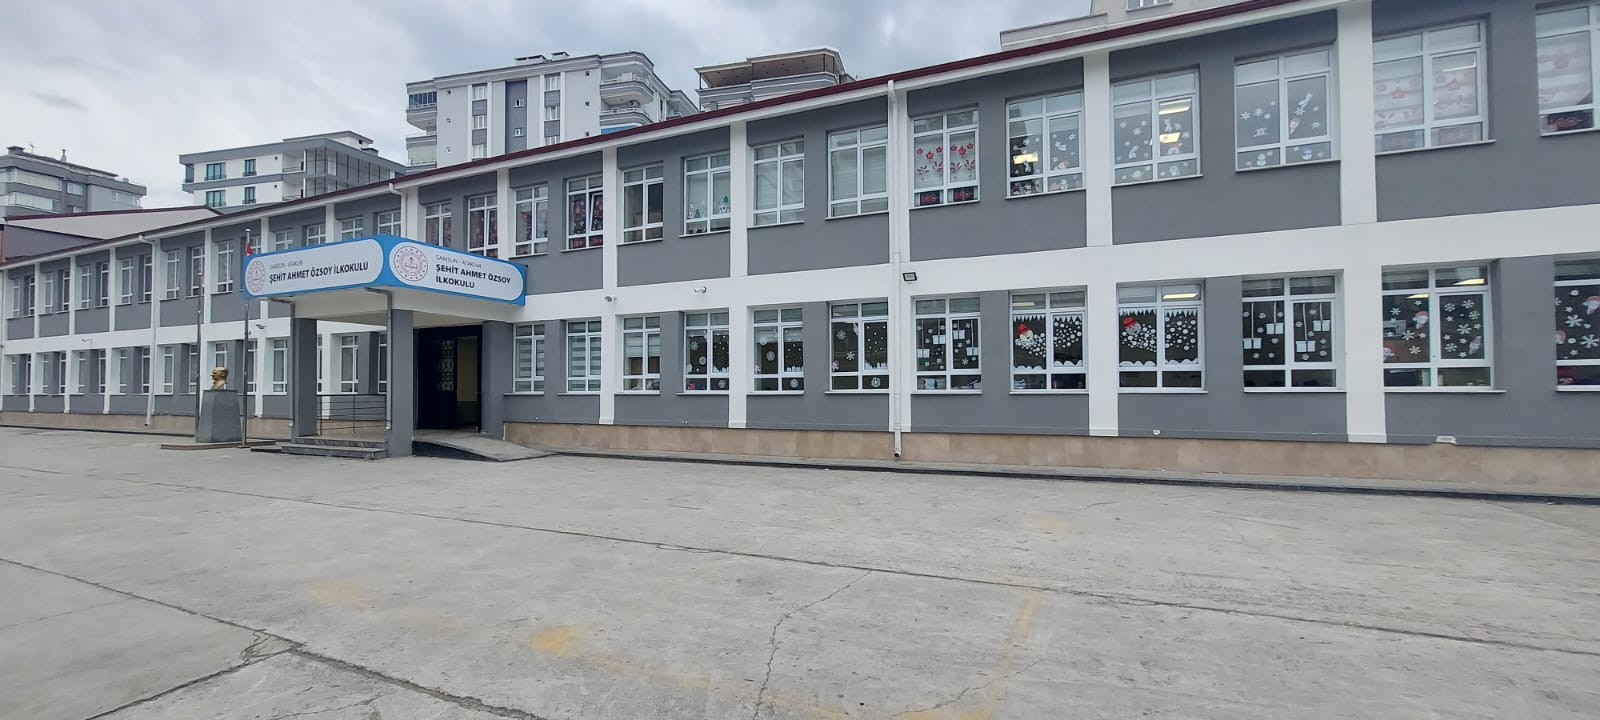 SAMSUN - ATAKUM
ŞEHİT AHMET ÖZSOY İLKOKULU
SAMSUN - ATAKUM
ŞEHİT AHMET ÖZSOY
İLKOKULU